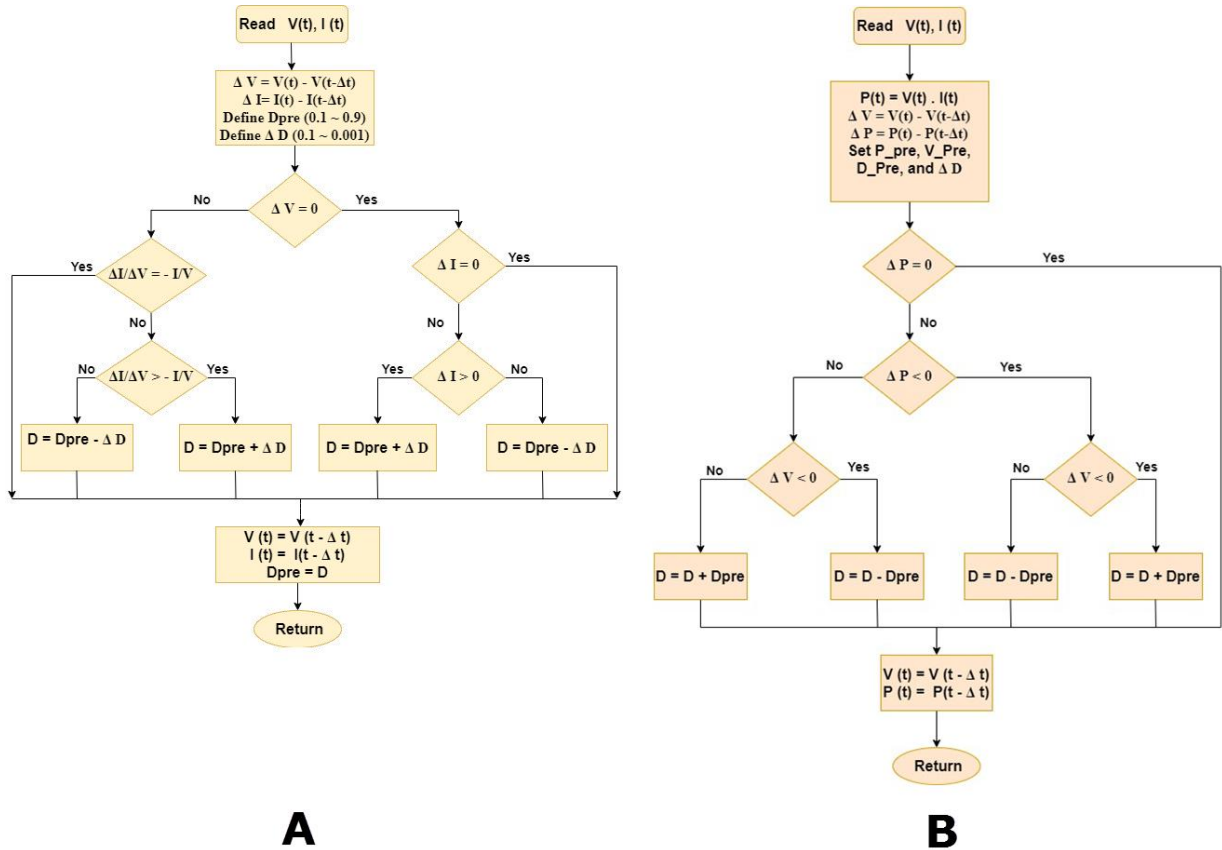 Read V(t), I (t)
Δ V = V(t) - V(t-Δt)
Δ I= I(t) - I(t-Δt)
Define Dpre (0.1 ~ 0.9)
Define Δ D (0.1 ~ 0.001)
No
Δ V = 0
Yes
Yes
ΔI/ΔV = - I/V
Δ I = 0
Yes
No
No
No
ΔI/ΔV > - I/V
Yes
Yes
Δ I > 0
No
D = Dpre - Δ D
D = Dpre + Δ D
D = Dpre + Δ D
D = Dpre - Δ D
V (t) = V (t - Δ t)
I (t) = I(t - Δ t)
Dpre = D
Return
A
Read V(t), I (t)
P(t) = V(t) . I(t)
Δ V = V(t) - V(t-Δt)
Δ P = P(t) - P(t-Δt)
Set P_pre, V_Pre,
D_Pre, and Δ D
Δ P = 0
Yes
No
No
Δ P < 0
Yes
No
Δ V < 0
Yes
No
Δ V < 0
Yes
D = D + Dpre
D = D - Dpre
D = D - Dpre
D = D + Dpre
V (t) = V (t - Δ t)
P (t) = P(t - Δ t)
Return
B